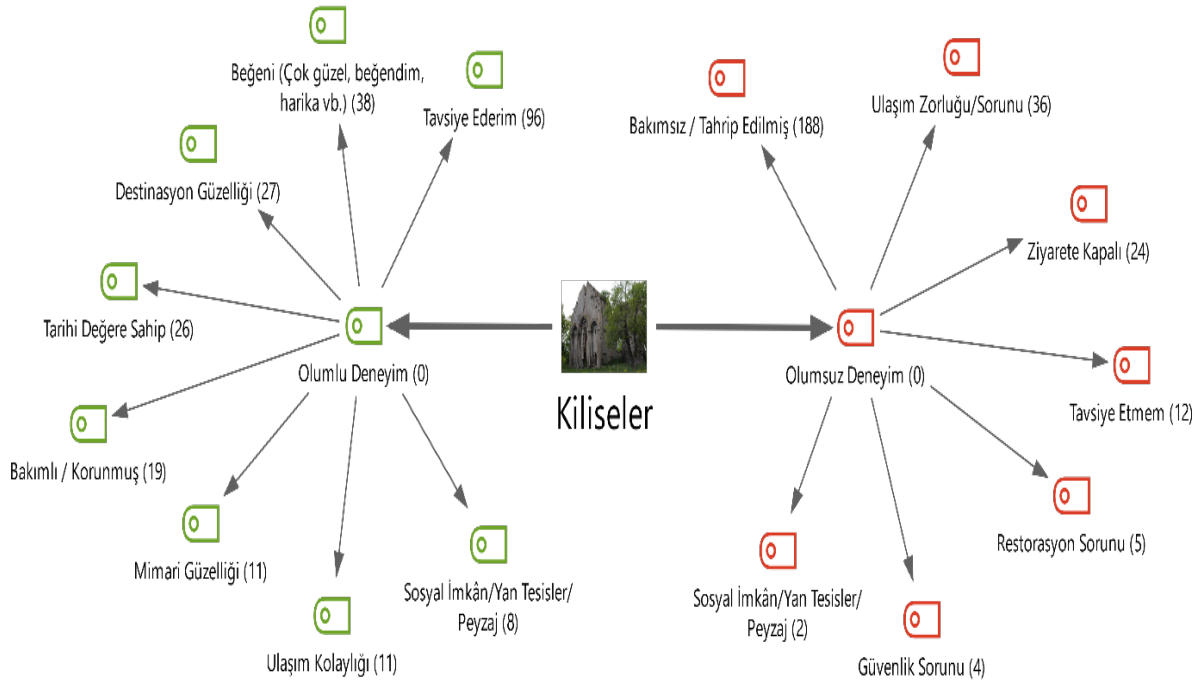 Beğeni (Çok güzel, beğendim,
harika vb.) (38)
Tavsiye Ederim (96)
Destinasyon Güzelliği (27)
Tarihi Değere Sahip (26)
Olumlu Deneyim (0)
Bakımlı / Korunmuş (19)
Mimari Güzelliği (11)
Ulaşım Kolaylığı (11)
Sosyal İmkân/Yan Tesisler/
Peyzaj (8)
Kiliseler
Bakımsız / Tahrip Edilmiş (188)
Ulaşım Zorluğu/Sorunu (36)
Ziyarete Kapalı (24)
Olumsuz Deneyim (0)
Tavsiye Etmem (12)
Restorasyon Sorunu (5)
Sosyal İmkân/Yan Tesisler/
Peyzaj (2)
Güvenlik Sorunu (4)